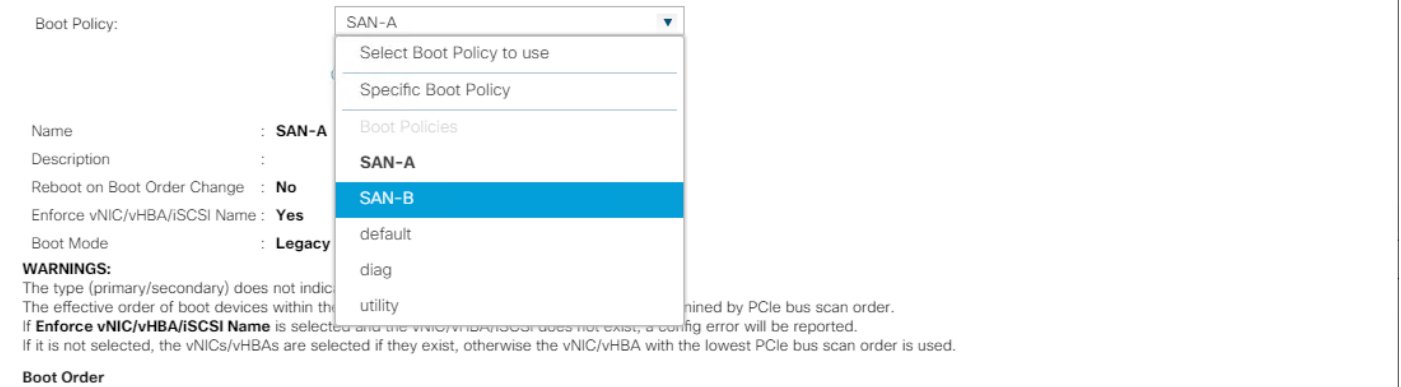 Boot Policy:
SAN-A
Select Boot Policy to use
Specific Boot Policy
Boot Policies
SAN-A
SAN-B
default
diag
utility
Name : SAN-A
Description :
Reboot on Boot Order Change : No
Enforce vNIC/vHBA/iSCSI Name : Yes
Boot Mode : Legacy
WARNINGS:
The type (primary/secondary) does not indic
The effective order of boot devices within the nined by PCIe bus scan order.
If Enforce vNIC/vHBA/iSCSI Name is selected and the vNIC/vHBA/iSCSI does not exist, a config error will be reported.
If it is not selected, the vNICs/vHBAs are selected if they exist, otherwise the vNIC/vHBA with the lowest PCIe bus scan order is used.
Boot Order